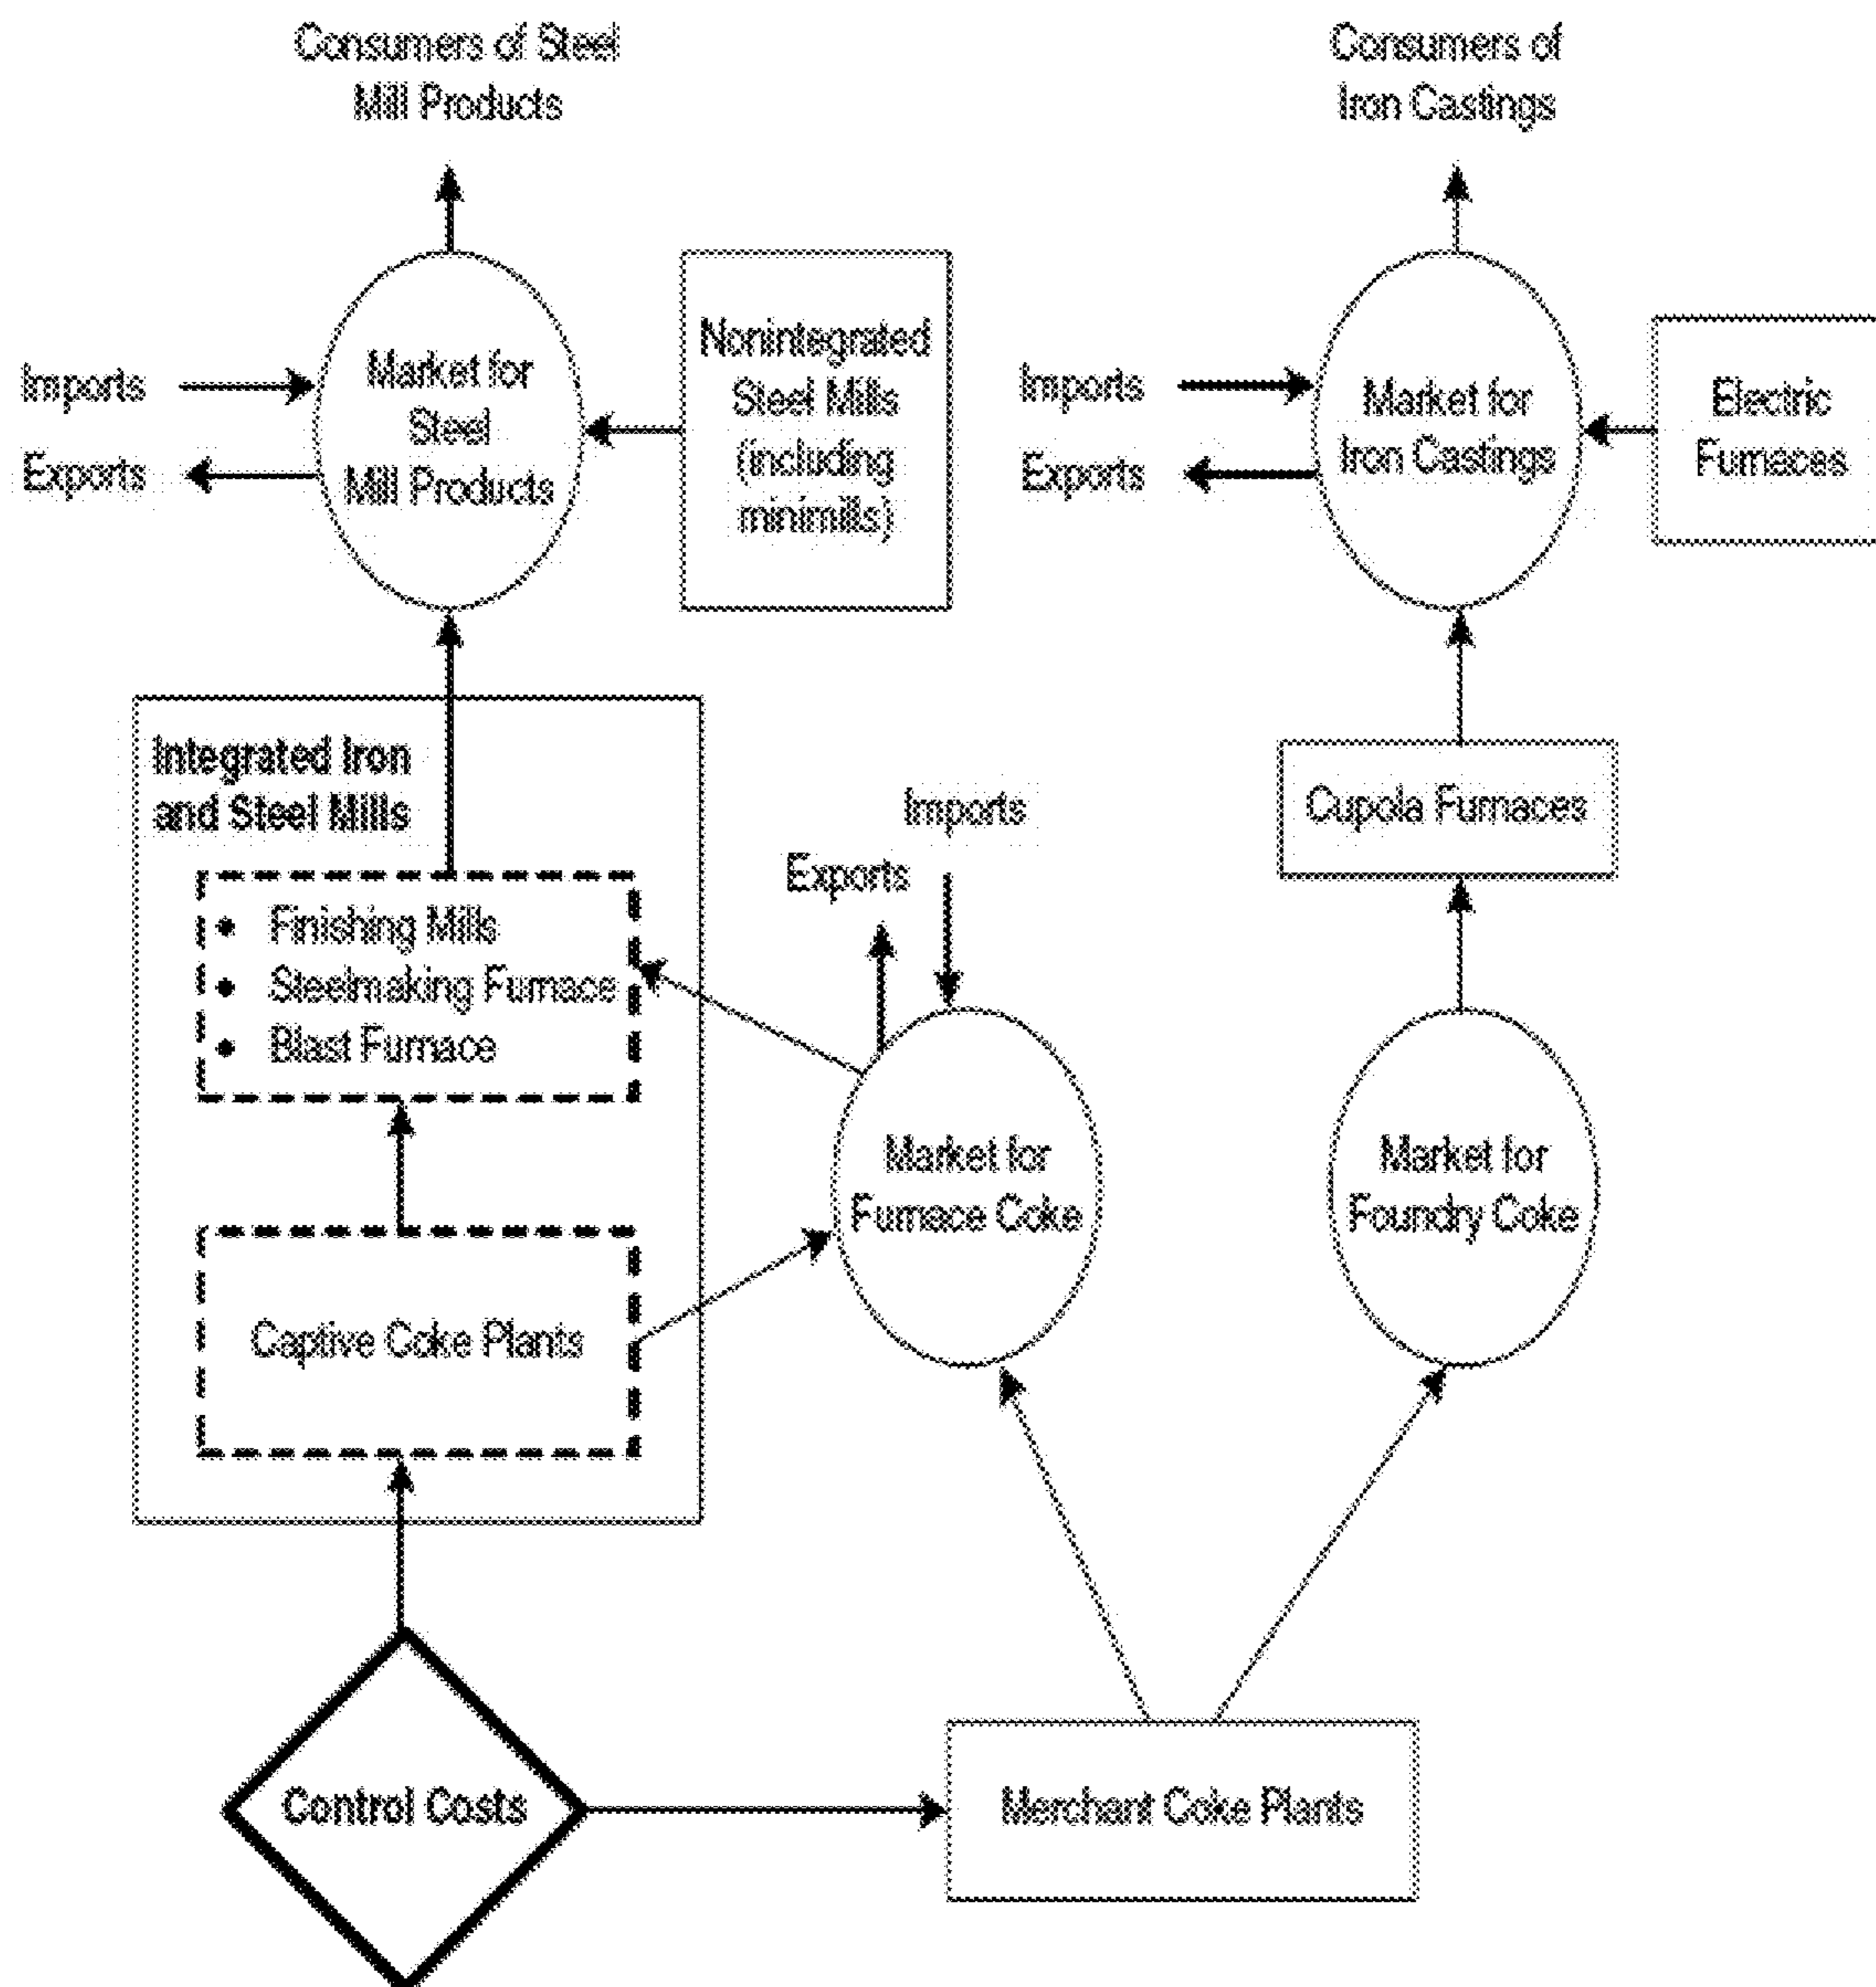 Consumers of Steel
Mill Products
Consumers of
Iron Castings
Imports
Exports
Market for
Steel
Mill Products
Nonintegrated
Steel Mills
(including
minimills)
Imports
Exports
Market for
Iron Castings
Electric
Furnaces
Integrated Iron
and Steel Mills
• Finishing Mills
• Steelmaking Furnace
• Blast Furnace
Captive Coke Plants
Imports
Exports
Market for
Furnace Coke
Cupola Furnaces
Market for
Foundry Coke
Control Costs
Merchant Coke Plants